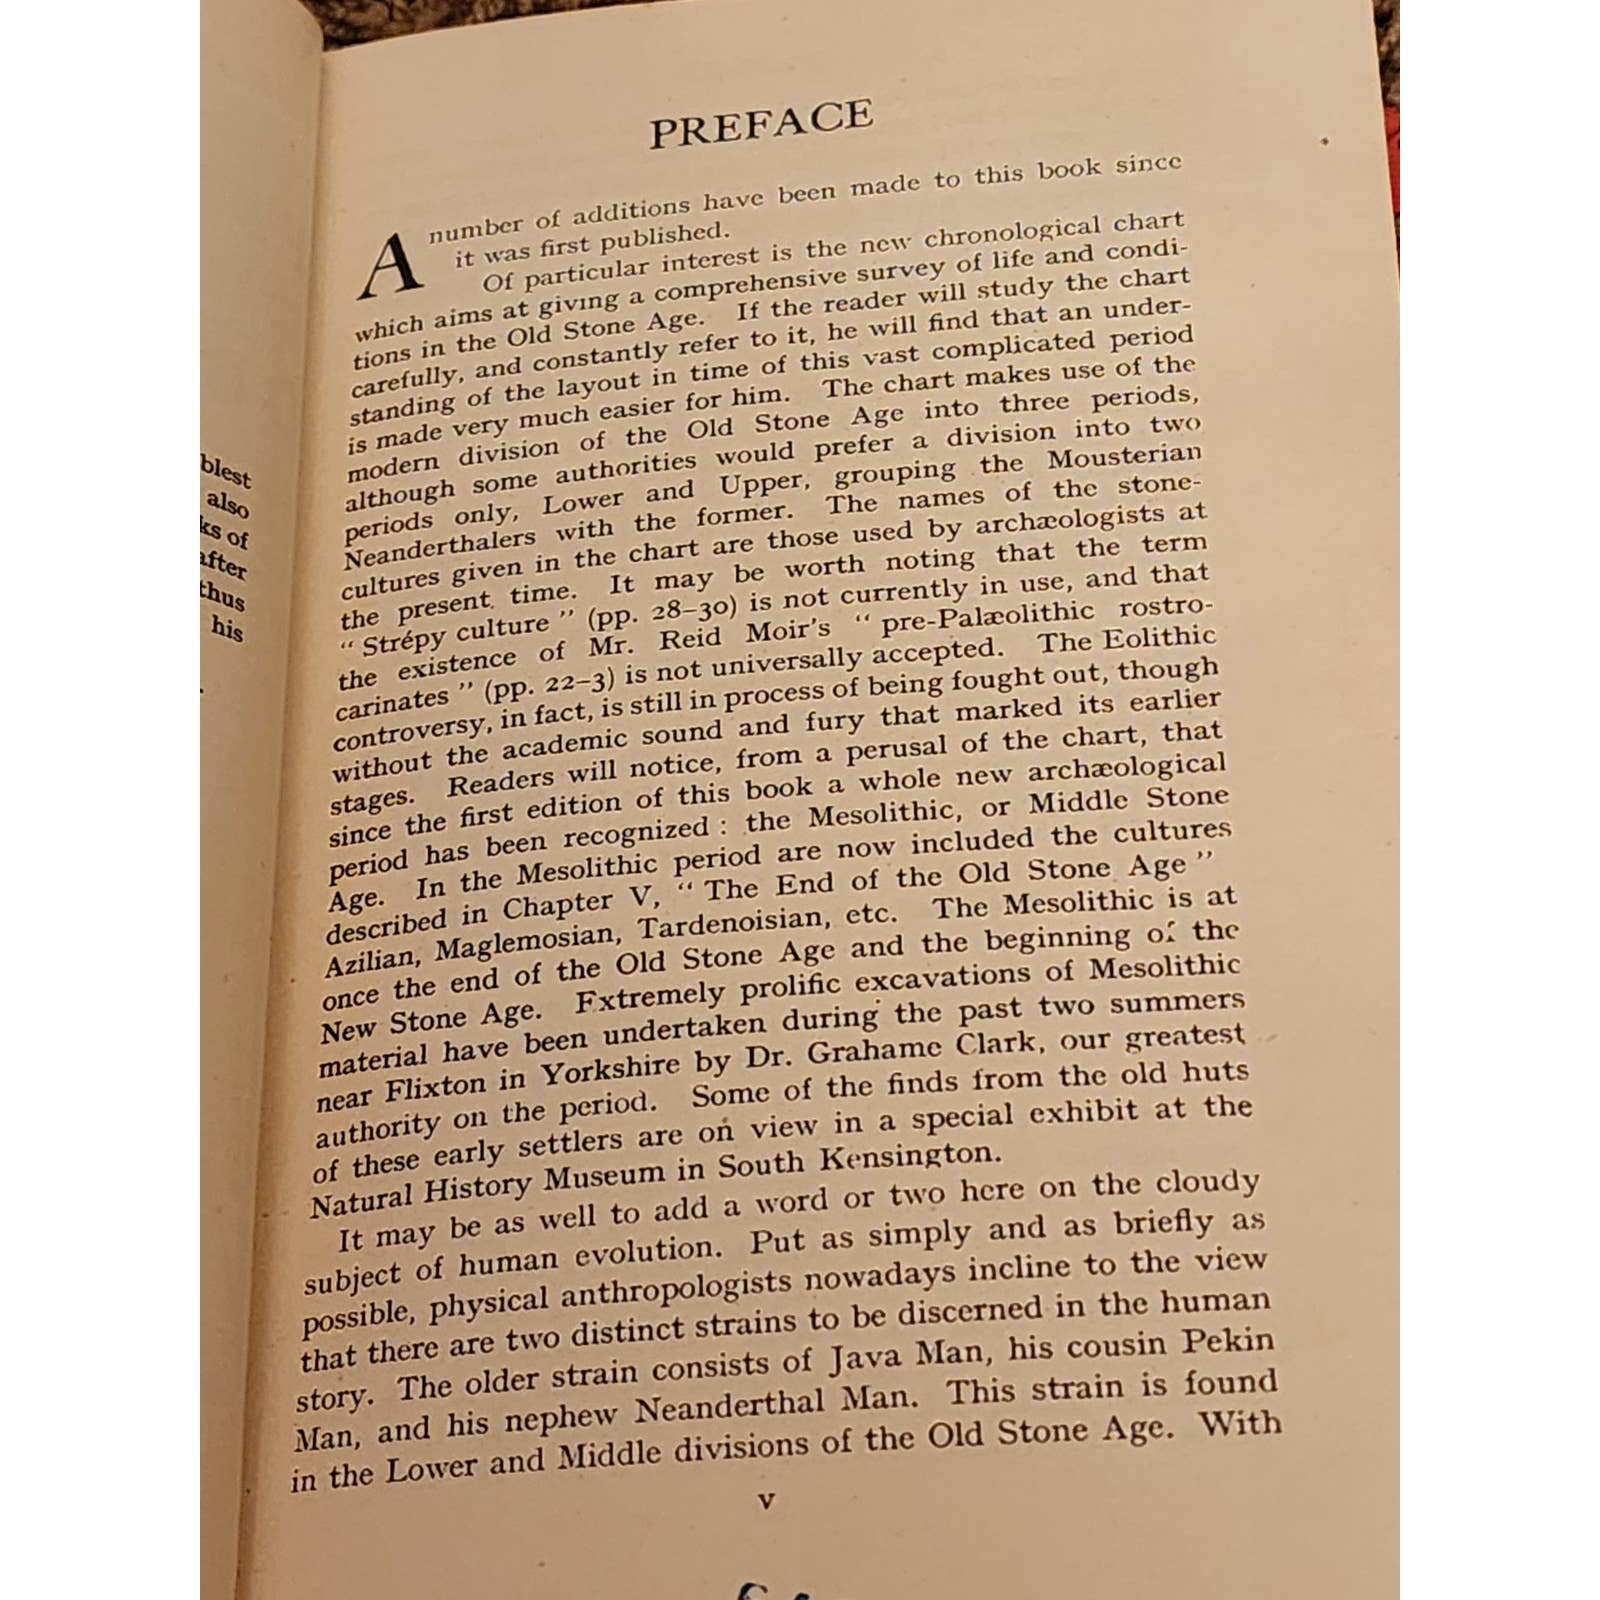 blest
also
ks of
after
thus
his
PREFACE
A number of additions have been made to this book since
it was first published.
Of particular interest is the new chronological chart
which aims at giving a comprehensive survey of life and condi-
tions in the Old Stone Age. If the reader will study the chart
carefully, and constantly refer to it, he will find that an under-
standing of the layout in time of this vast complicated period
is made very much easier for him. The chart makes use of the
modern division of the Old Stone Age into three periods,
although some authorities would prefer a division into two
periods only, Lower and Upper, grouping the Mousterian
Neanderthalers with the former. The names of the stone-
cultures given in the chart are those used by archæologists at
the present time. It may be worth noting that the term
“ Strépy culture ” (pp. 28–30) is not currently in use, and that
the existence of Mr. Reid Moir's “ pre-Palæolithic rostro-
carinates ” (pp. 22–3) is not universally accepted. The Eolithic
controversy, in fact, is still in process of being fought out, though
without the academic sound and fury that marked its earlier
stages. Readers will notice, from a perusal of the chart, that
since the first edition of this book a whole new archæological
period has been recognized : the Mesolithic, or Middle Stone
Age. In the Mesolithic period are now included the cultures
described in Chapter V, “ The End of the Old Stone Age ”
Azilian, Maglemosian, Tardenoisian, etc. The Mesolithic is at
once the end of the Old Stone Age and the beginning of the
New Stone Age. Extremely prolific excavations of Mesolithic
material have been undertaken during the past two summers
near Flixton in Yorkshire by Dr. Grahame Clark, our greatest
authority on the period. Some of the finds from the old huts
of these early settlers are on view in a special exhibit at the
Natural History Museum in South Kensington.
It may be as well to add a word or two here on the cloudy
subject of human evolution. Put as simply and as briefly as
possible, physical anthropologists nowadays incline to the view
that there are two distinct strains to be discerned in the human
story. The older strain consists of Java Man, his cousin Pekin
Man, and his nephew Neanderthal Man. This strain is found
in the Lower and Middle divisions of the Old Stone Age. With
v